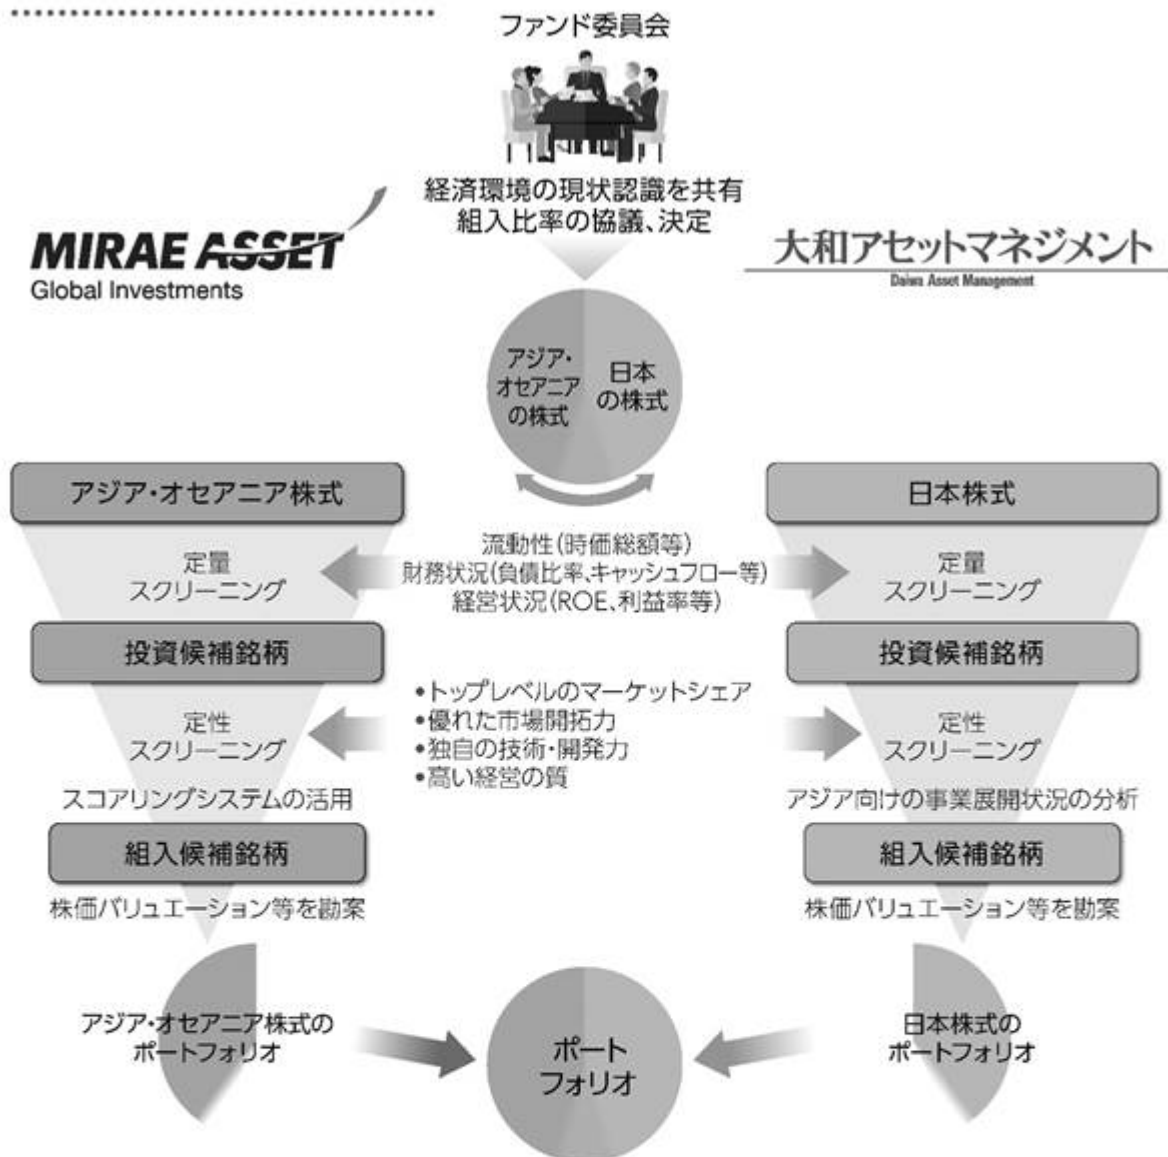 ファンド委員会
経済環境の現状認識を共有
組入比率の協議、決定
MIRAE ASSET
Global Investments
大和アセットマネジメント
Daiwa Asset Management
アジア・
オセアニア
の株式
日本
の株式
アジア・オセアニア株式
日本株式
流動性(時価総額等)
財務状況(負債比率、キャッシュフロー等)
経営状況(ROE、利益率等)
定量
スクリーニング
定量
スクリーニング
投資候補銘柄
投資候補銘柄
•トップレベルのマーケットシェア
•優れた市場開拓力
•独自の技術・開発力
•高い経営の質
定性
スクリーニング
定性
スクリーニング
スコアリングシステムの活用
アジア向けの事業展開状況の分析
組入候補銘柄
組入候補銘柄
株価バリュエーション等を勘案
株価バリュエーション等を勘案
アジア・オセアニア株式の
ポートフォリオ
ポート
フォリオ
日本株式の
ポートフォリオ